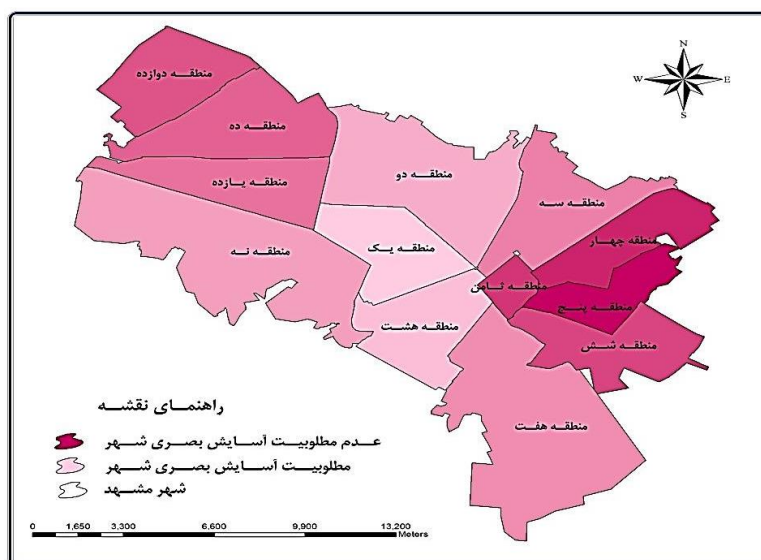 N
W E
S
منطقه دوازده
منطقه ده
منطقه یازده
منطقه دو
منطقه سه
منطقه چهار
منطقه یک
منطقه نه
منطقه ثامن
منطقه پنج
منطقه هشت
منطقه شش
منطقه هفت
راهنمای نقشه
عدم مطلوبیت آسایش بصری شهر
مطلوبیت آسایش بصری شهر
شهر مشهد
0 1,650 3,300 6,600 9,900 13,200
Meters